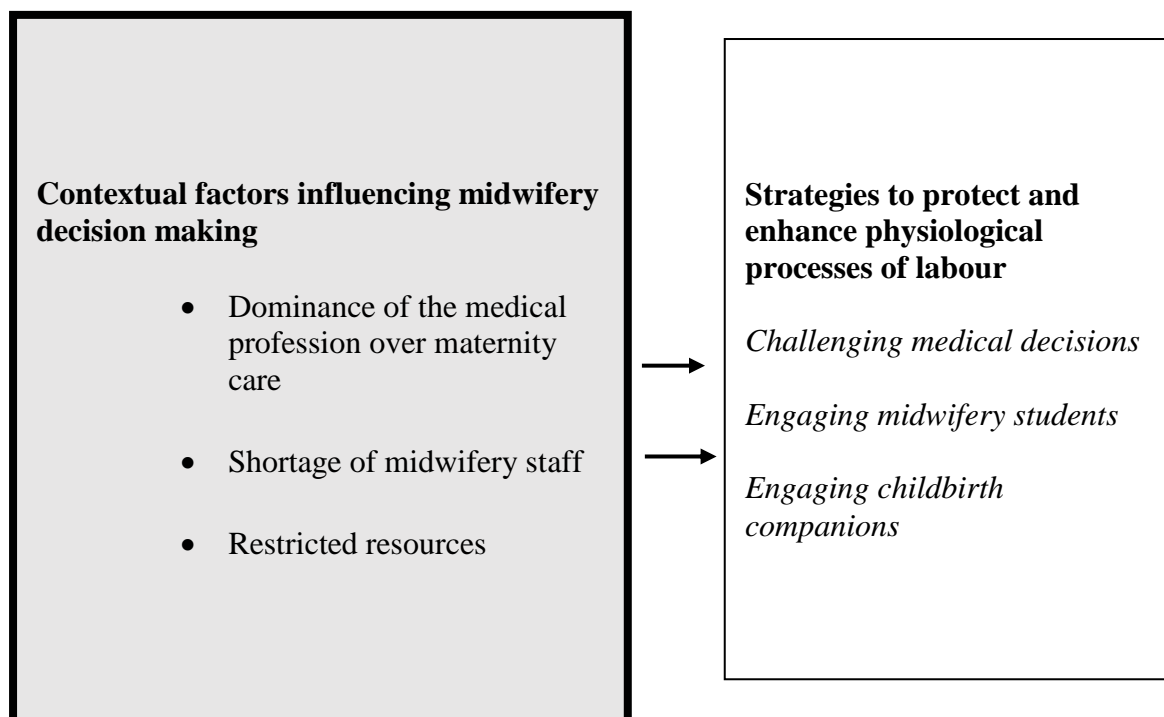 Contextual factors influencing midwifery
decision making
• Dominance of the medical
profession over maternity
care
• Shortage of midwifery staff
• Restricted resources
Strategies to protect and
enhance physiological
processes of labour
Challenging medical decisions
Engaging midwifery students
Engaging childbirth
companions